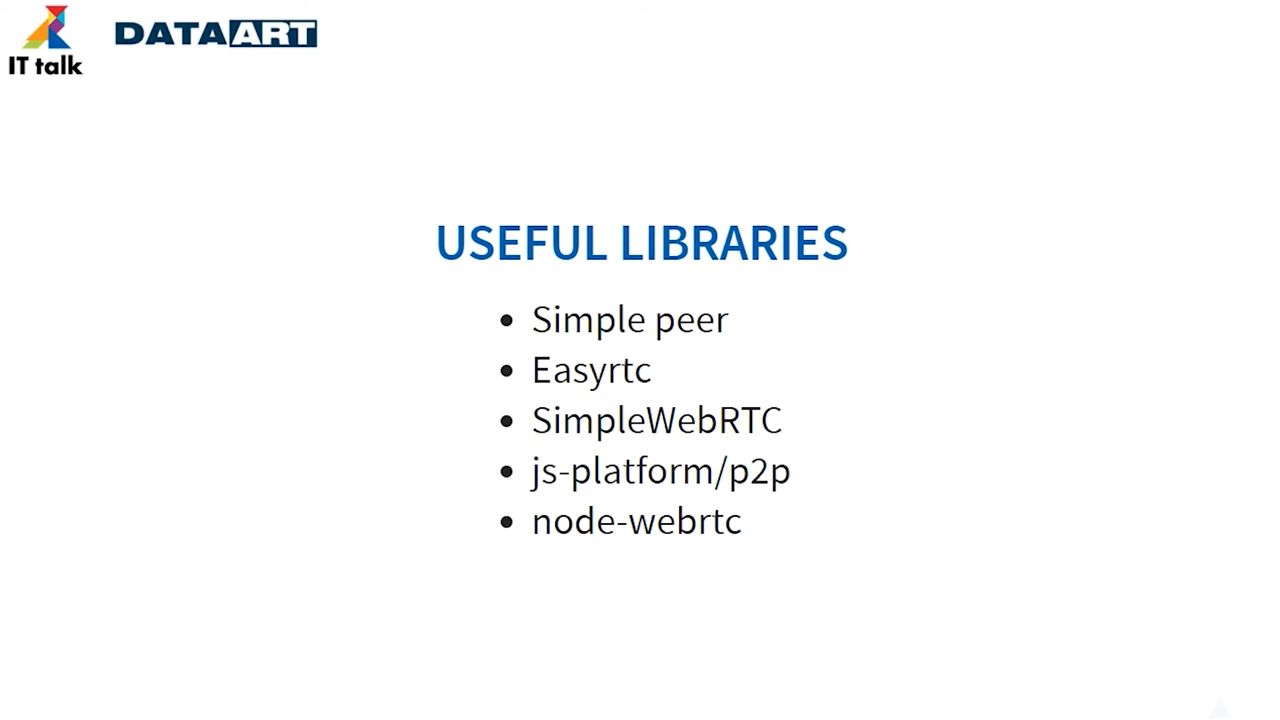 IT talk
DATAART
USEFUL LIBRARIES
• Simple peer
• Easyrtc
• SimpleWebRTC
• js-platform/p2p
• node-webrtc